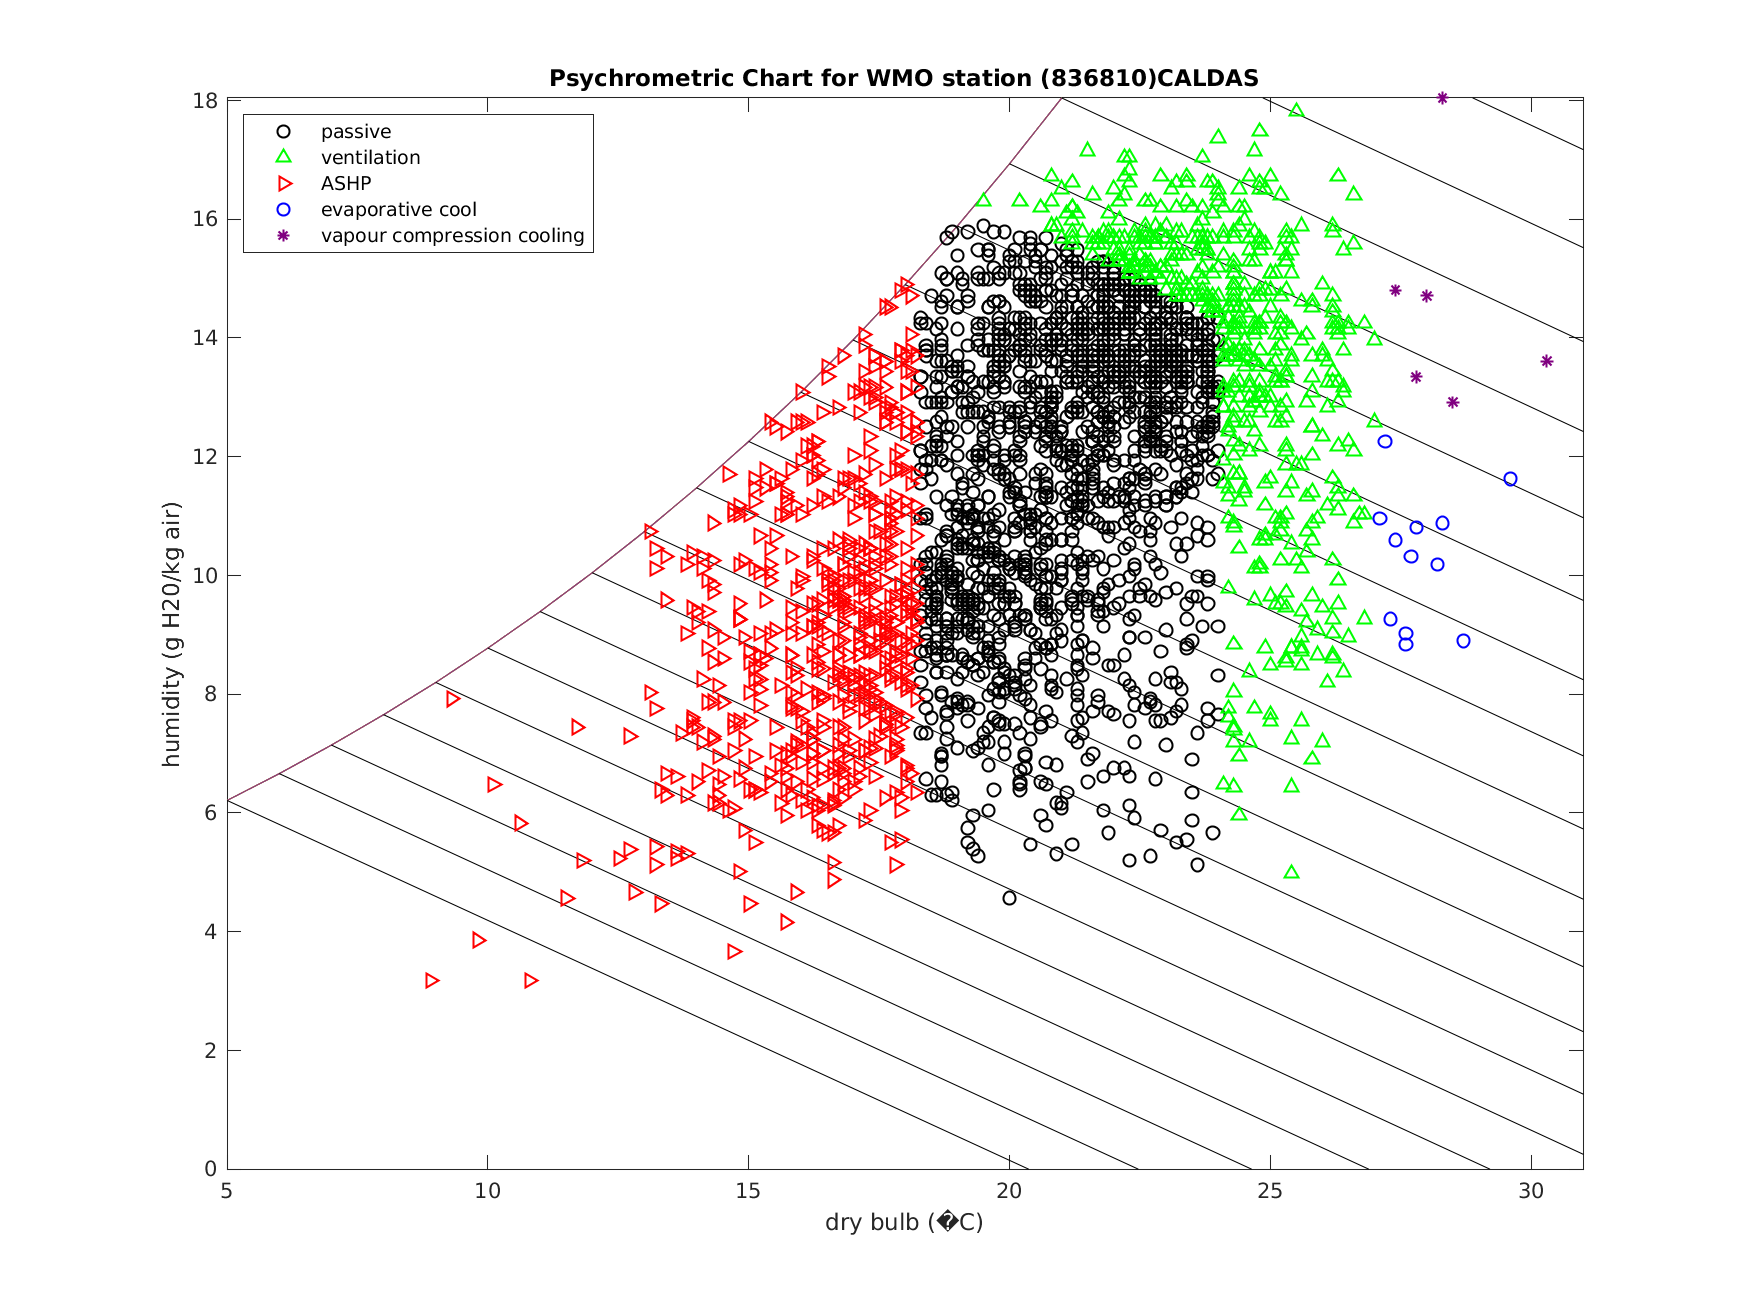 Psychrometric Chart for WMO station (836810)CALDAS
18
16
14
12
10
8
6
4
2
0
humidity (g H20/kg air)
passive
ventilation
ASHP
evaporative cool
vapour compression cooling
5 10 15 20 25 30
dry bulb (�C)